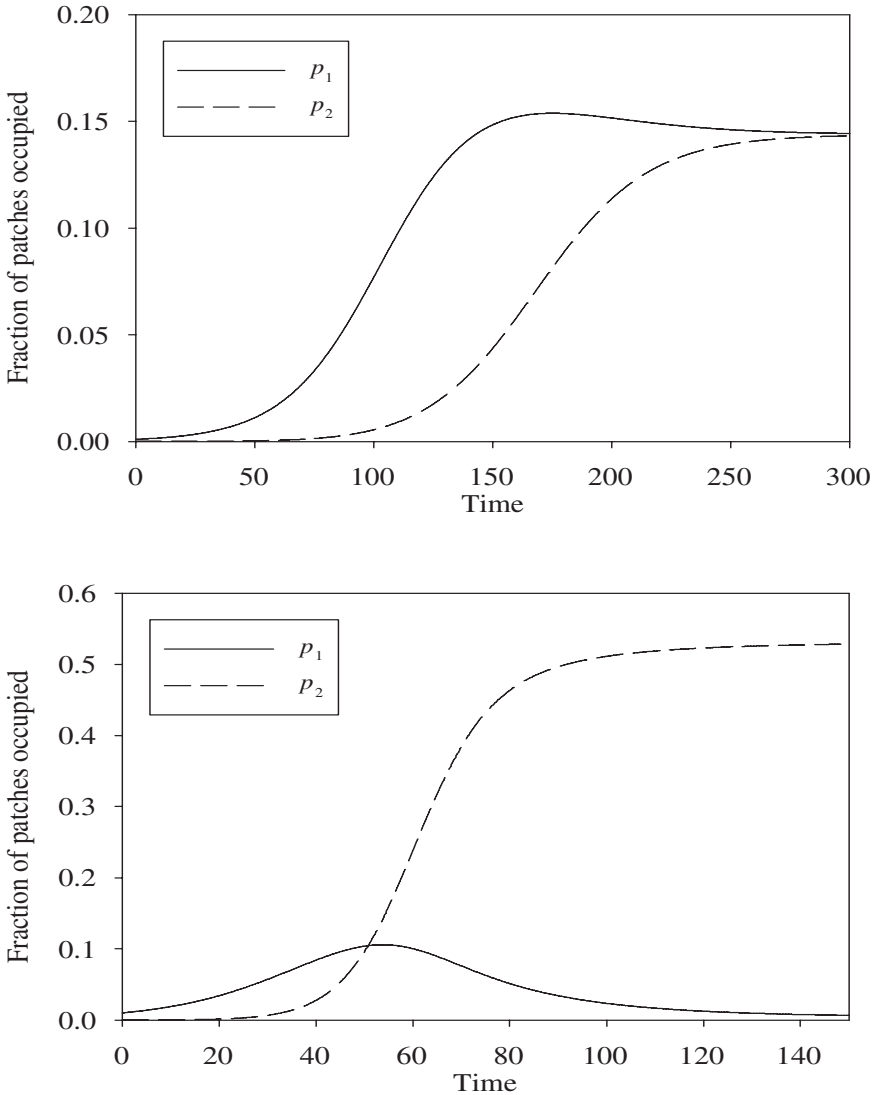 0.20
p1
p2
0.15
0.10
0.05
0.00
Fraction of patches occupied
0 50 100 150 200 250 300
Time
0.6
p1
p2
0.5
0.4
0.3
0.2
0.1
0.0
Fraction of patches occupied
0 20 40 60 80 100 120 140
Time